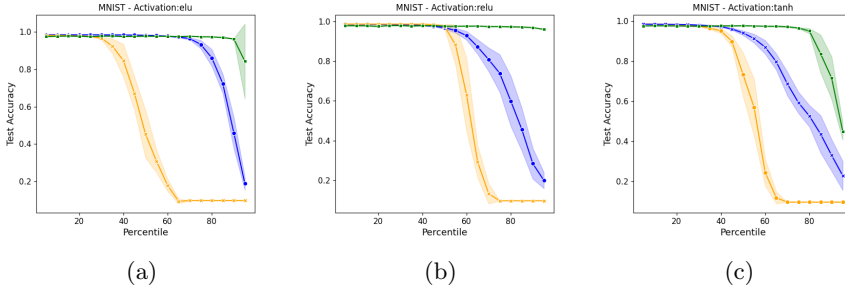 MNIST - Activation:elu
MNIST - Activation:relu
MNIST - Activation:tanh
Test Accuracy
1.0
0.8
0.6
0.4
0.2
20
40
60
80
Percentile
Test Accuracy
1.0
0.8
0.6
0.4
0.2
20
40
60
80
Percentile
Test Accuracy
1.0
0.8
0.6
0.4
0.2
20
40
60
80
Percentile
(a)
(b)
(c)